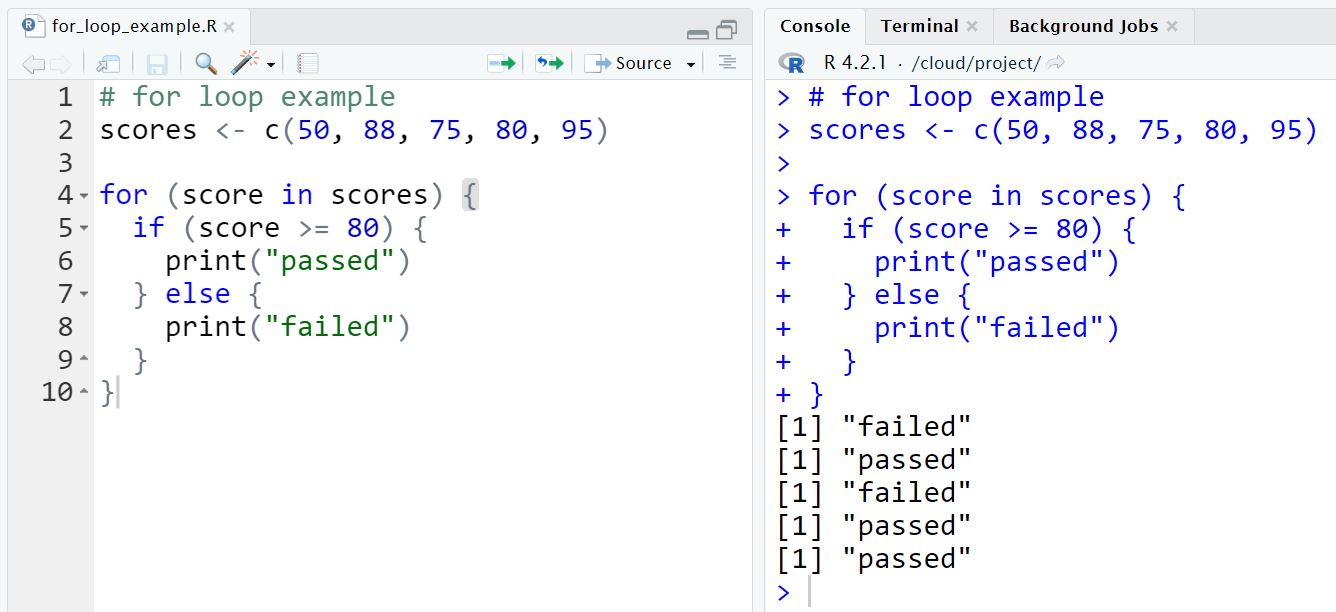 for_loop_example.R
Source
1 # for loop example
2 scores <- c(50, 88, 75, 80, 95)
3
4 for (score in scores) {
5   if (score >= 80) {
6     print("passed")
7   } else {
8     print("failed")
9   }
10 }
Console Terminal Background Jobs
R 4.2.1 · /cloud/project/
> # for loop example
> scores <- c(50, 88, 75, 80, 95)
>
> for (score in scores) {
+   if (score >= 80) {
+     print("passed")
+   } else {
+     print("failed")
+   }
+ }
[1] "failed"
[1] "passed"
[1] "failed"
[1] "passed"
[1] "passed"
>